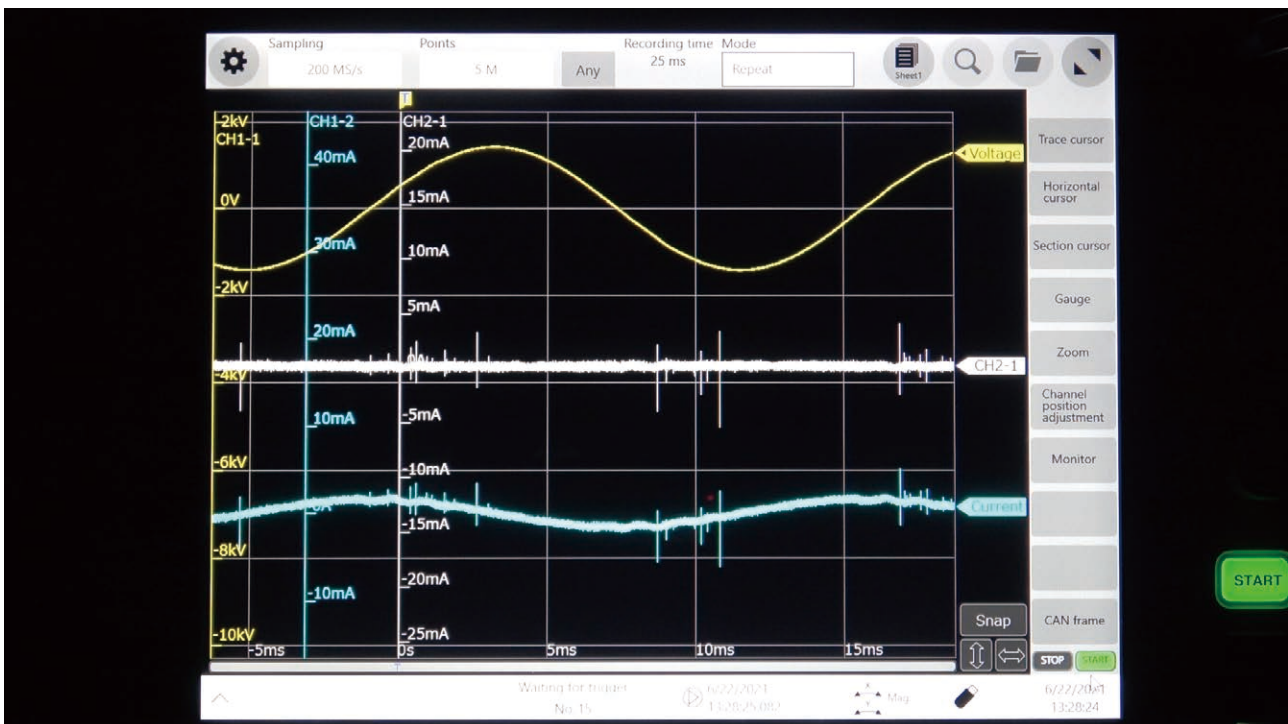 Sampling
Points
Recording time
Mode
200 MS/s
5 M
Any
25 ms
Repeat
Sheet1
2kV
CH1-1
CH1-2
CH2-1
20mA
40mA
0V
15mA
30mA
10mA
-2kV
5mA
20mA
0A
-4kV
10mA
-5mA
-6kV
-10mA
0A
-15mA
-8kV
-10mA
-20mA
-10kV
-25mA
-5ms
0s
5ms
10ms
15ms
Voltage
CH2-1
Current
Trace cursor
Horizontal
cursor
Section cursor
Gauge
Zoom
Channel
position
adjustment
Monitor
CAN frame
Snap
STOP
START
Waiting for trigger
No. 15
6/22/2021
13:28:25.082
Mag
6/22/2021
13:28:24
START